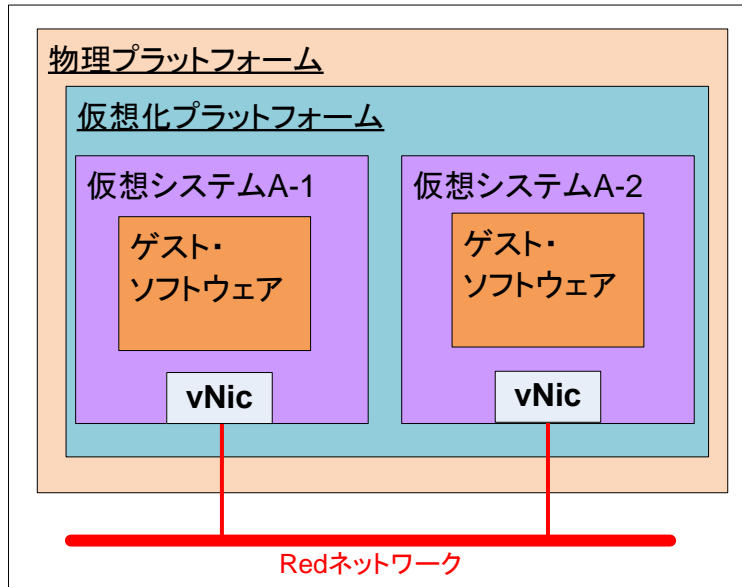 物理プラットフォーム
仮想化プラットフォーム
仮想システムA-1
ゲスト・
ソフトウェア
vNic
仮想システムA-2
ゲスト・
ソフトウェア
vNic
Redネットワーク